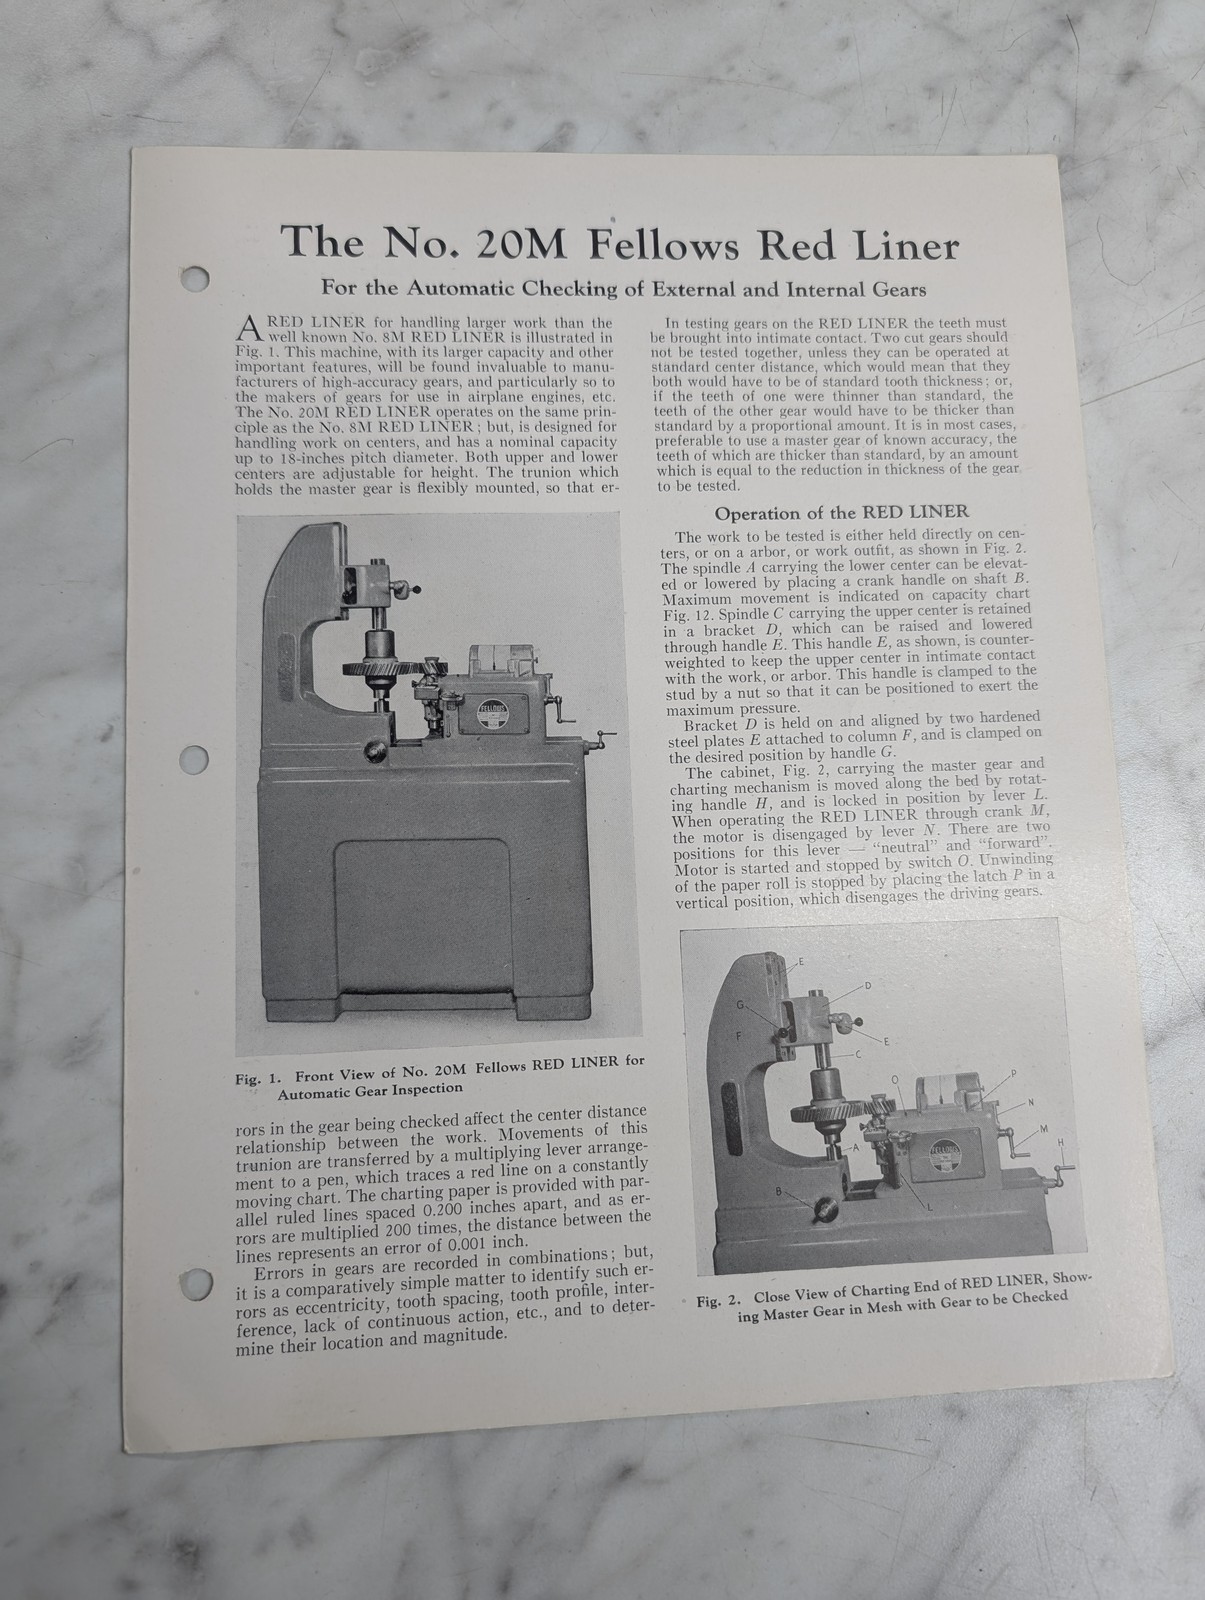 The No. 20M Fellows Red Liner
For the Automatic Checking of External and Internal Gears
A RED LINER for handling larger work than the
well known No. 8M RED LINER is illustrated in
Fig. 1. This machine, with its larger capacity and other
important features, will be found invaluable to manu-
facturers of high-accuracy gears, and particularly so to
the makers of gears for use in airplane engines, etc.
The No. 20M RED LINER operates on the same prin-
ciple as the No. 8M RED LINER; but, is designed for
handling work on centers, and has a nominal capacity
up to 18-inches pitch diameter. Both upper and lower
centers are adjustable for height. The trunion which
holds the master gear is flexibly mounted, so that er-
FELLOWS
Fig. 1. Front View of No. 20M Fellows RED LINER for
Automatic Gear Inspection
rors in the gear being checked affect the center distance
relationship between the work. Movements of this
trunion are transferred by a multiplying lever arrange-
ment to a pen, which traces a red line on a constantly
moving chart. The charting paper is provided with par-
allel ruled lines spaced 0.200 inches apart, and as er-
rors are multiplied 200 times, the distance between the
lines represents an error of 0.001 inch.
Errors in gears are recorded in combinations; but,
it is a comparatively simple matter to identify such er-
rors as eccentricity, tooth spacing, tooth profile, inter-
ference, lack of continuous action, etc., and to deter-
mine their location and magnitude.
In testing gears on the RED LINER the teeth must
be brought into intimate contact. Two cut gears should
not be tested together, unless they can be operated at
standard center distance, which would mean that they
both would have to be of standard tooth thickness; or,
if the teeth of one were thinner than standard, the
teeth of the other gear would have to be thicker than
standard by a proportional amount. It is in most cases,
preferable to use a master gear of known accuracy, the
teeth of which are thicker than standard, by an amount
which is equal to the reduction in thickness of the gear
to be tested.
Operation of the RED LINER
The work to be tested is either held directly on cen-
ters, or on a arbor, or work outfit, as shown in Fig. 2.
The spindle A carrying the lower center can be elevat-
ed or lowered by placing a crank handle on shaft B.
Maximum movement is indicated on capacity chart
Fig. 12. Spindle C carrying the upper center is retained
in a bracket D, which can be raised and lowered
through handle E. This handle E, as shown, is counter-
weighted to keep the upper center in intimate contact
with the work, or arbor. This handle is clamped to the
stud by a nut so that it can be positioned to exert the
maximum pressure.
Bracket D is held on and aligned by two hardened
steel plates E attached to column F, and is clamped on
the desired position by handle G.
The cabinet, Fig. 2, carrying the master gear and
charting mechanism is moved along the bed by rotat-
ing handle H, and is locked in position by lever L.
When operating the RED LINER through crank M,
the motor is disengaged by lever N. There are two
positions for this lever — “neutral” and “forward”.
Motor is started and stopped by switch O. Unwinding
of the paper roll is stopped by placing the latch P in a
vertical position, which disengages the driving gears.
E
D
G
F
E
C
O
P
N
M
H
A
FELLOWS
B
L
Fig. 2. Close View of Charting End of RED LINER, Show-
ing Master Gear in Mesh with Gear to be Checked